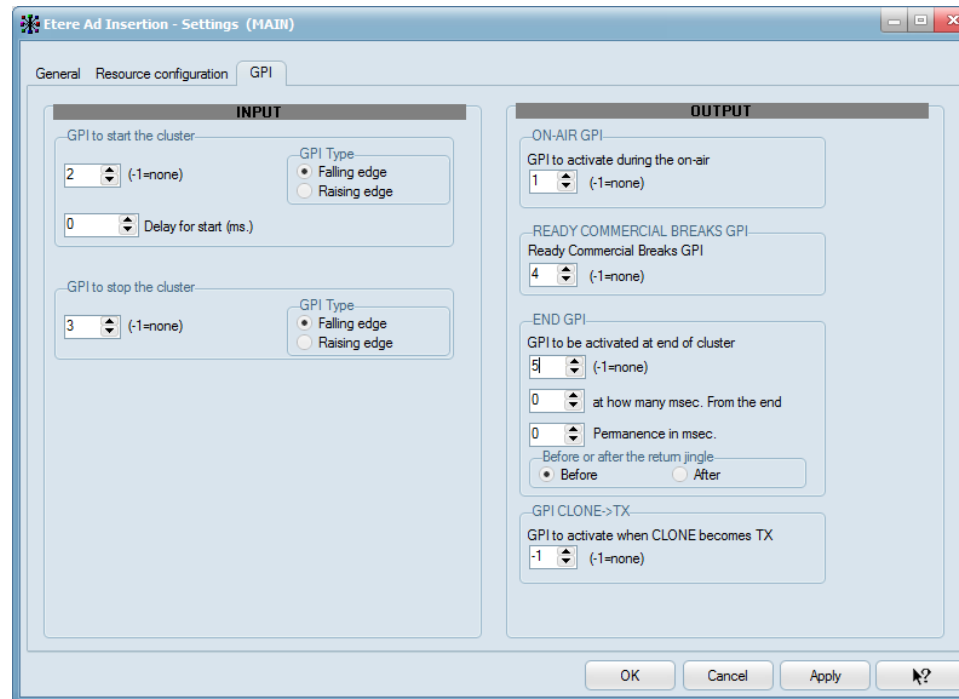 Etere Ad Insertion - Settings (MAIN)
General Resource configuration GPI
INPUT
GPI to start the cluster
2 (-1=none)
GPI Type
Falling edge
Raising edge
0 Delay for start (ms.)
GPI to stop the cluster
3 (-1=none)
GPI Type
Falling edge
Raising edge
OUTPUT
ON-AIR GPI
GPI to activate during the on-air
1 (-1=none)
READY COMMERCIAL BREAKS GPI
Ready Commercial Breaks GPI
4 (-1=none)
END GPI
GPI to be activated at end of cluster
5 (-1=none)
0 at how many msec. From the end
0 Permanence in msec.
Before or after the return jingle
Before After
GPI CLONE->TX
GPI to activate when CLONE becomes TX
-1 (-1=none)
OK Cancel Apply ?